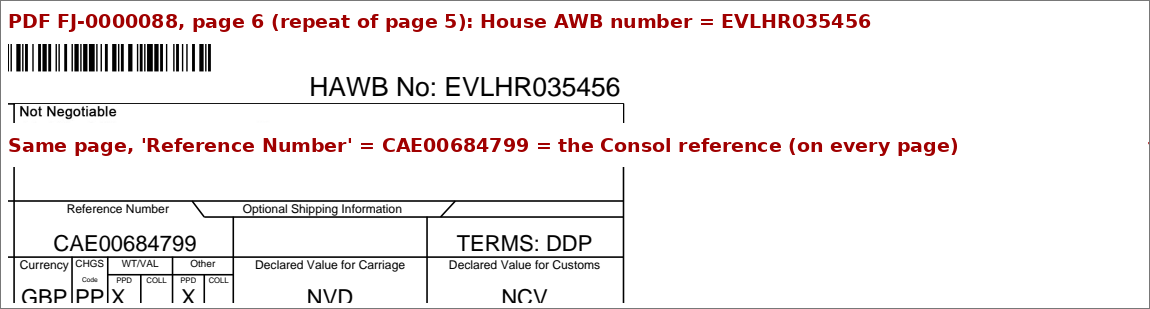 PDF FJ-0000088, page 6 (repeat of page 5): House AWB number = EVLHR035456
HAWB No: EVLHR035456
Not Negotiable
Same page, 'Reference Number' = CAE00684799 = the Consol reference (on every page)
Reference Number Optional Shipping Information
CAE00684799 TERMS: DDP
Currency CHGS WT/VAL Other Declared Value for Carriage Declared Value for Customs
Code PPD COLL PPD COLL
GBP PP X X NVD NCV